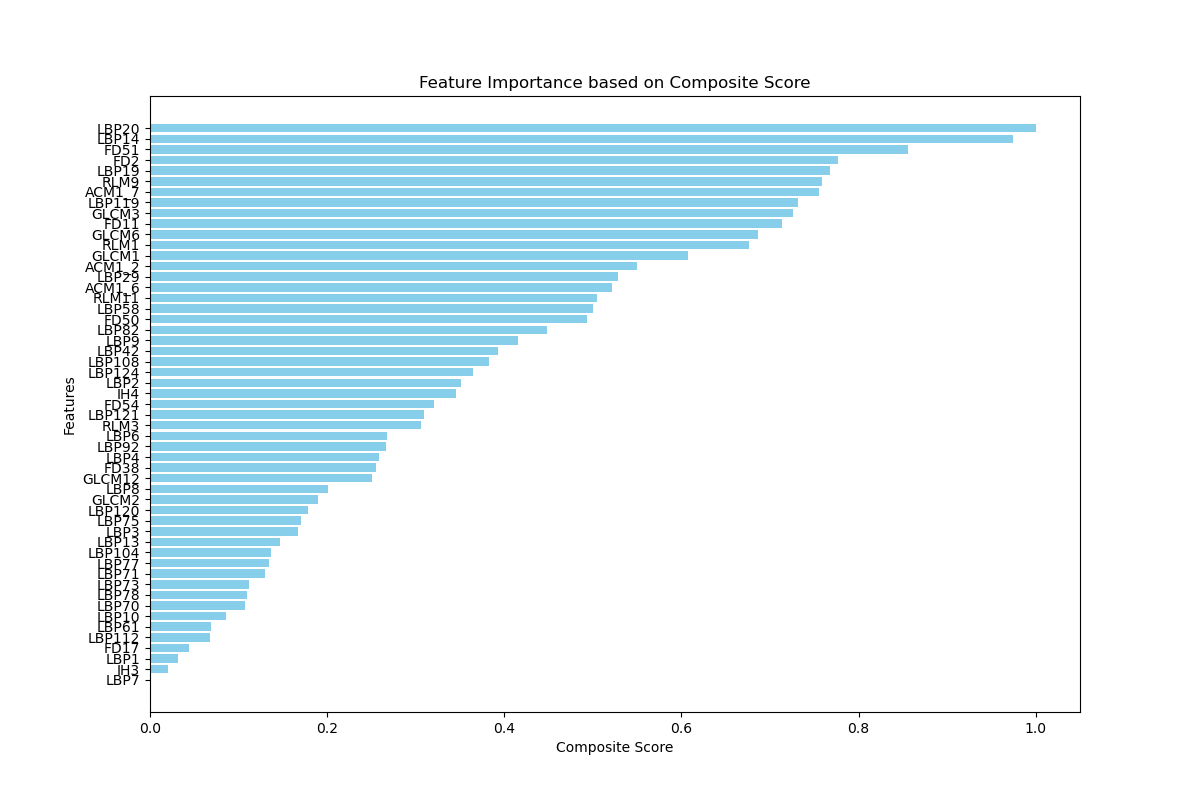 Feature Importance based on Composite Score
LBP20
LBP14
FD51
FD2
LBP19
RLM9
ACM1_7
LBP119
GLCM3
FD11
GLCM6
RLM1
GLCM1
ACM1_2
LBP29
ACM1_6
RLM11
LBP58
FD50
LBP82
LBP9
LBP42
LBP108
LBP124
LBP2
IH4
FD54
LBP121
RLM3
LBP6
LBP92
LBP4
FD38
GLCM12
LBP8
GLCM2
LBP120
LBP75
LBP3
LBP13
LBP104
LBP77
LBP71
LBP73
LBP78
LBP70
LBP10
LBP61
LBP112
FD17
LBP1
IH3
LBP7
Features
0.0 0.2 0.4 0.6 0.8 1.0
Composite Score